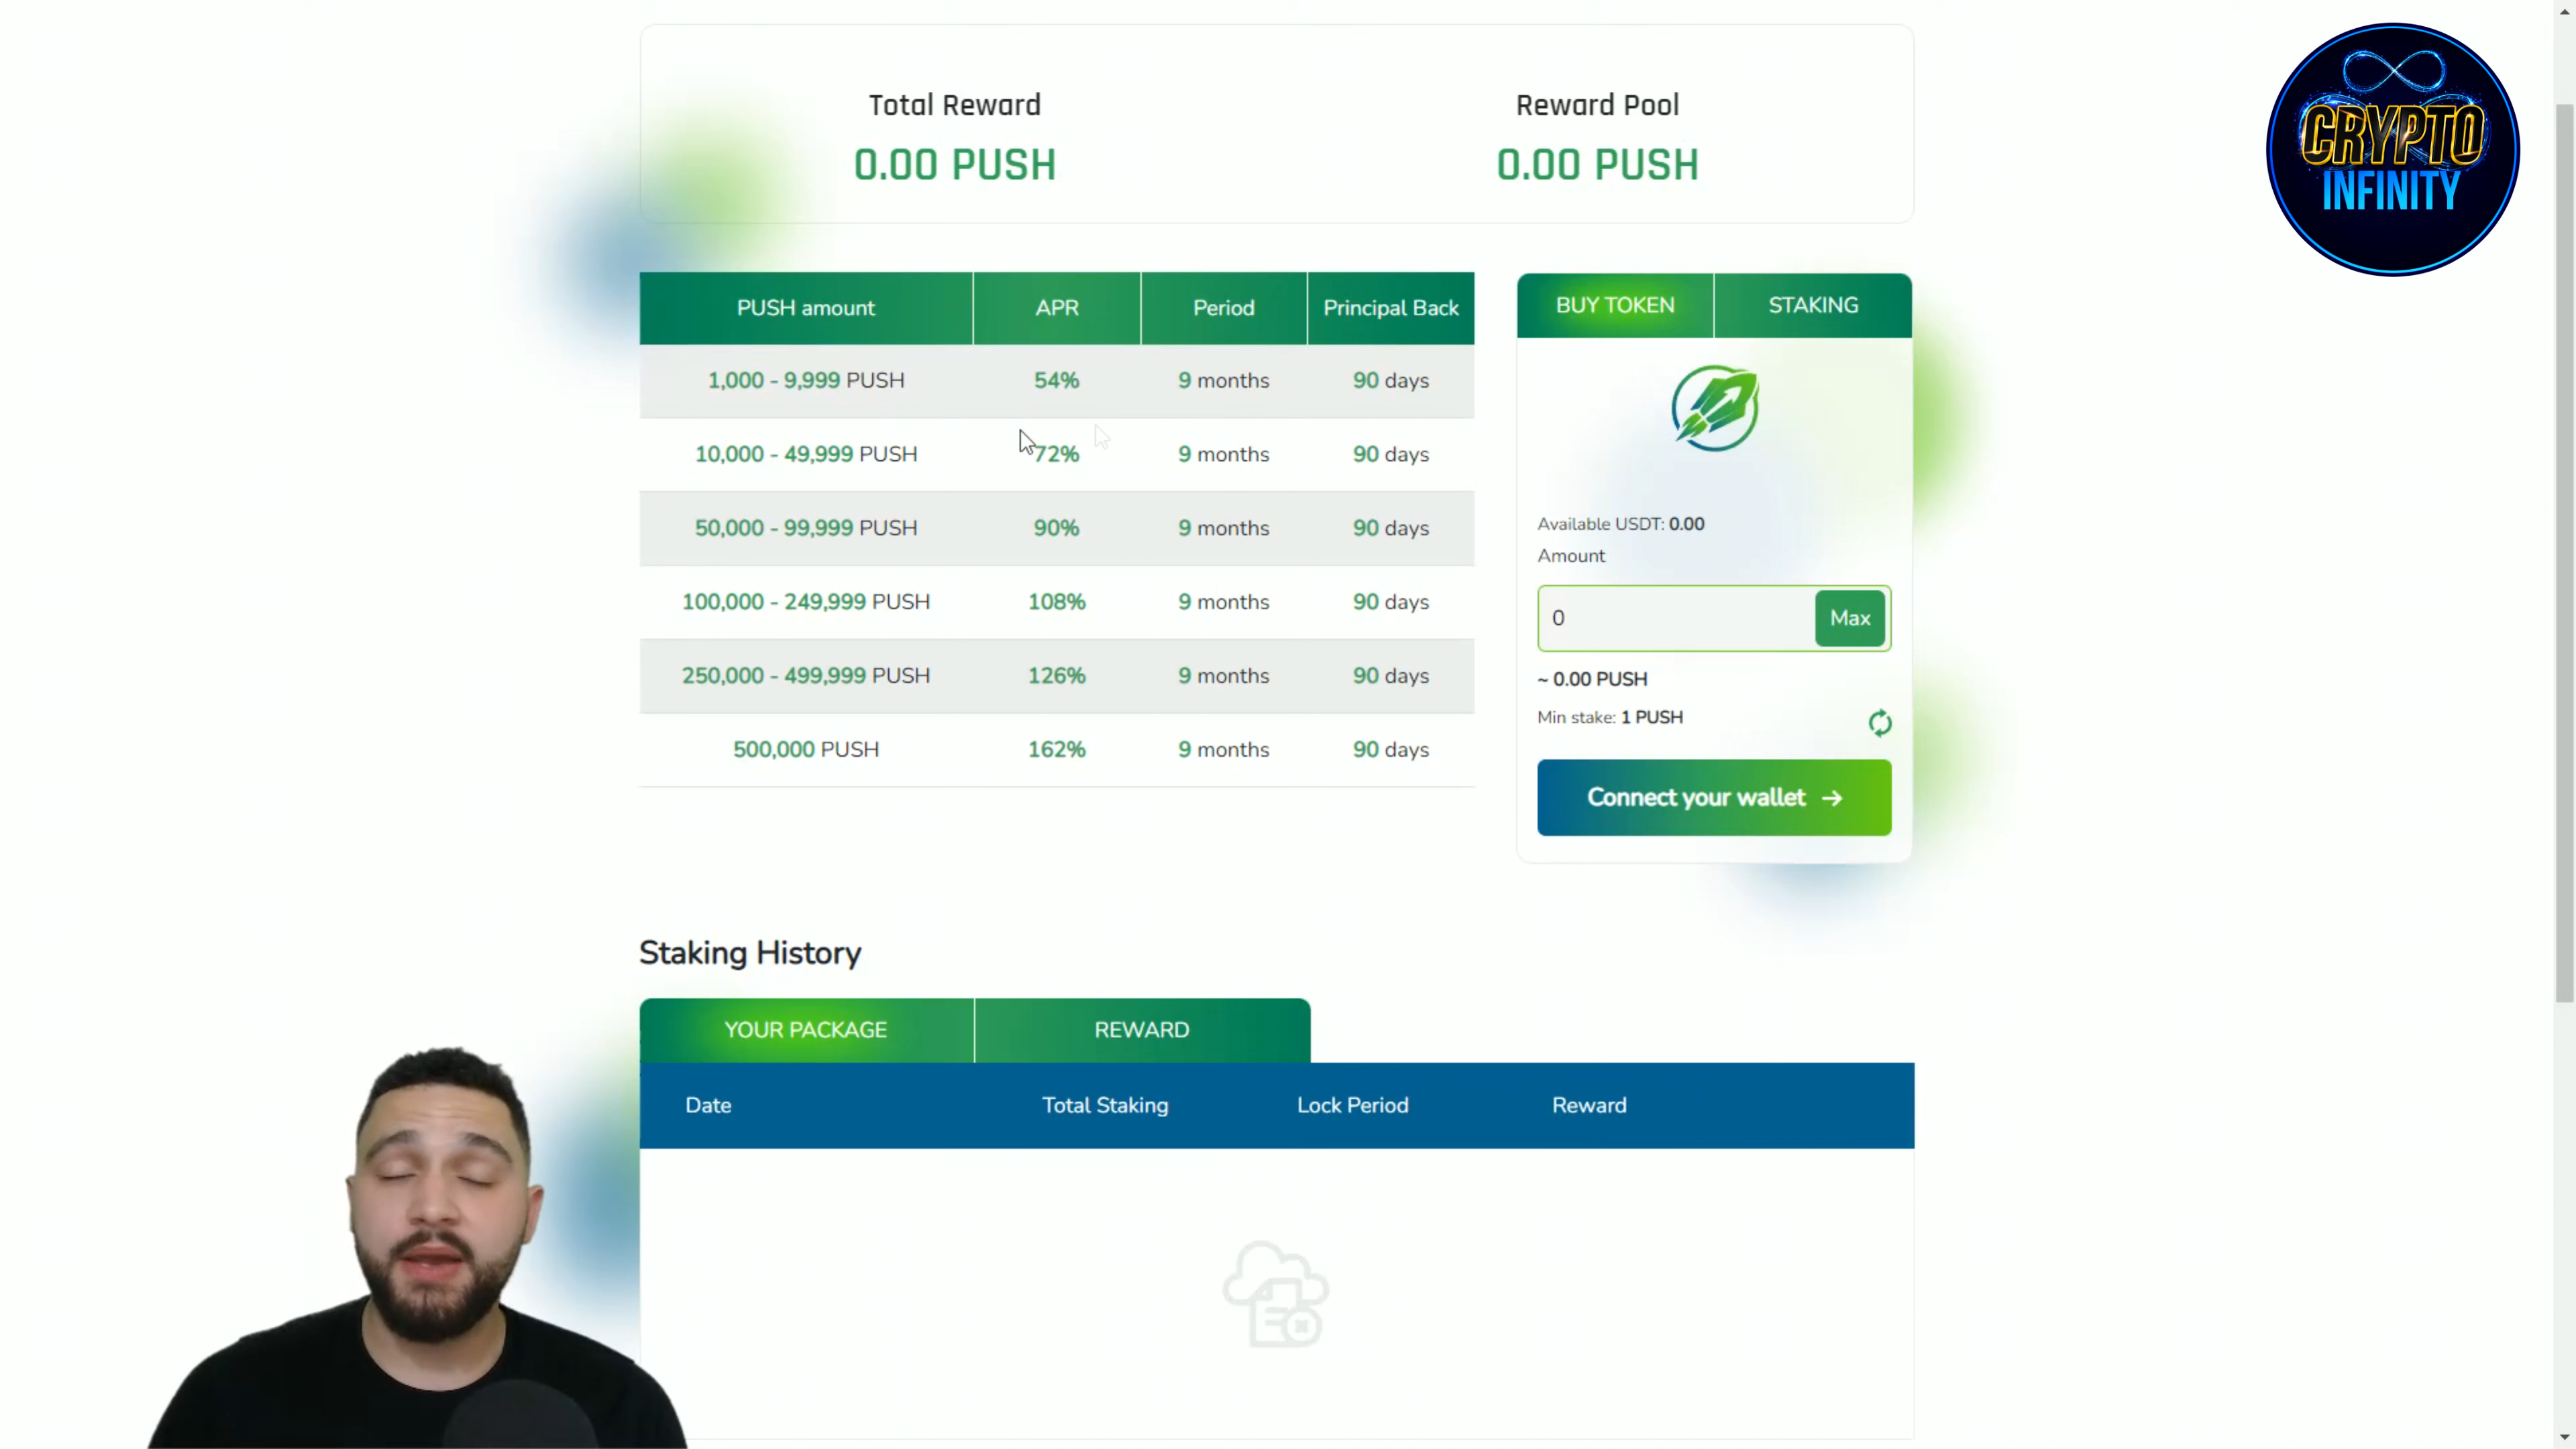 Total Reward
0.00 PUSH
Reward Pool
0.00 PUSH
CRYPTO
INFINITY
PUSH amount APR Period Principal Back
1,000 - 9,999 PUSH 54% 9 months 90 days
10,000 - 49,999 PUSH 72% 9 months 90 days
50,000 - 99,999 PUSH 90% 9 months 90 days
100,000 - 249,999 PUSH 108% 9 months 90 days
250,000 - 499,999 PUSH 126% 9 months 90 days
500,000 PUSH 162% 9 months 90 days
BUY TOKEN STAKING
Available USDT: 0.00
Amount
0 Max
~ 0.00 PUSH
Min stake: 1 PUSH
Connect your wallet →
Staking History
YOUR PACKAGE REWARD
Date Total Staking Lock Period Reward